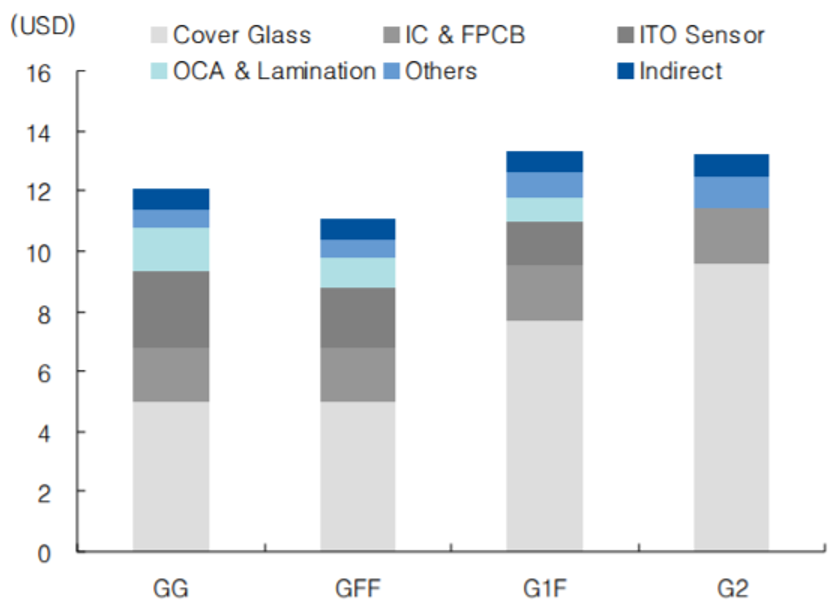 (USD)
Cover Glass IC & FPCB ITO Sensor
OCA & Lamination Others Indirect
16
14
12
10
8
6
4
2
0
GG GFF G1F G2